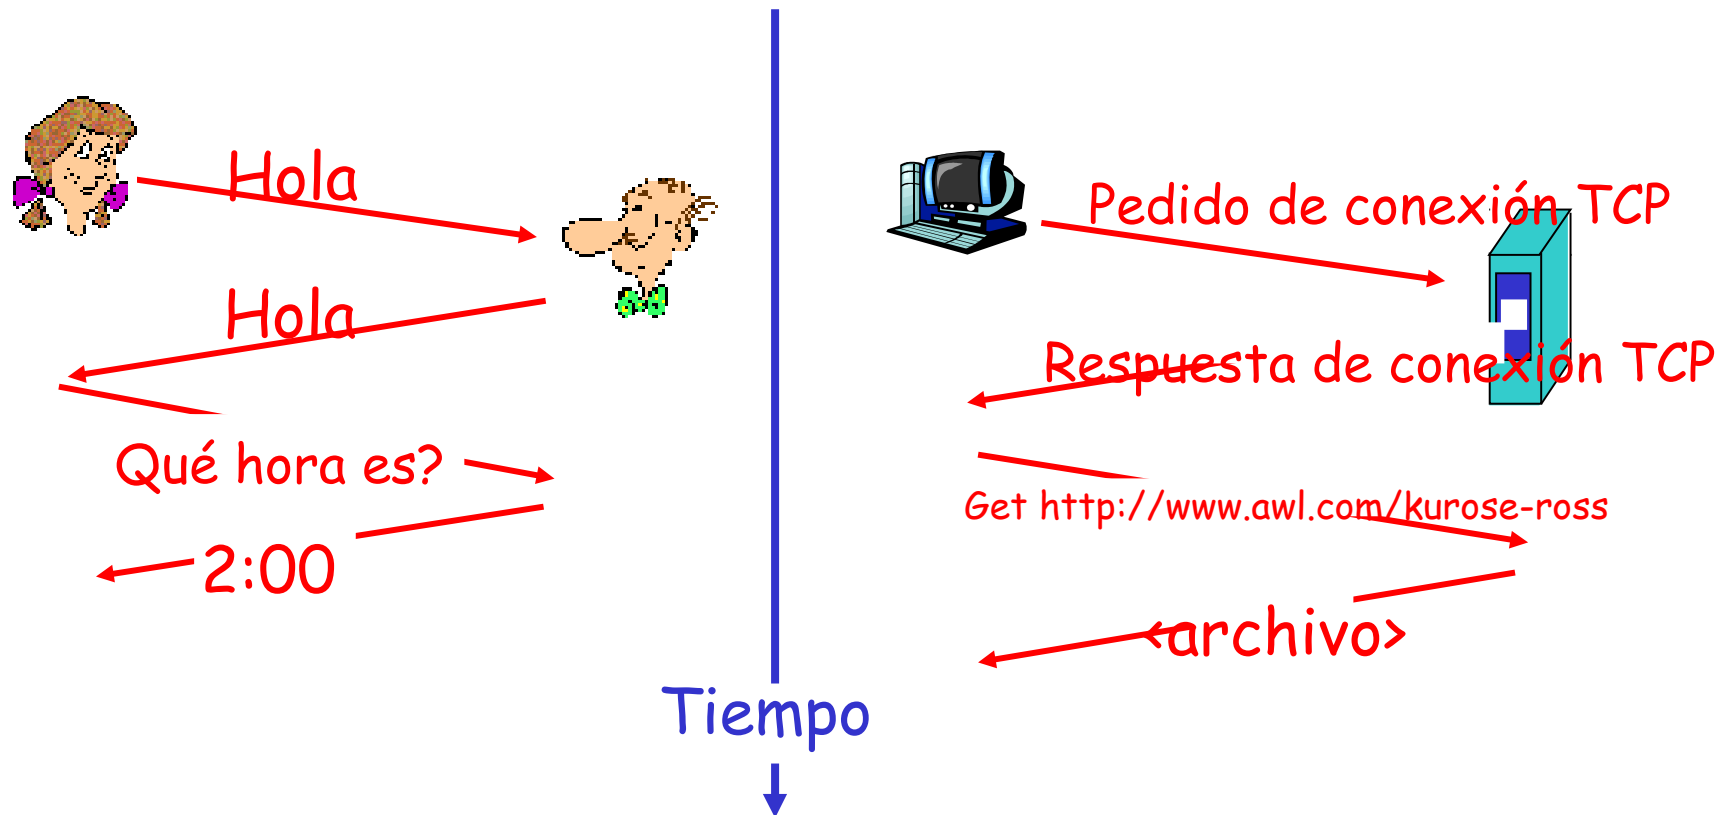 Hola
Hola
Qué hora es?
2:00
Pedido de conexión TCP
Respuesta de conexión TCP
Get http://www.awl.com/kurose-ross
<archivo>
Tiempo